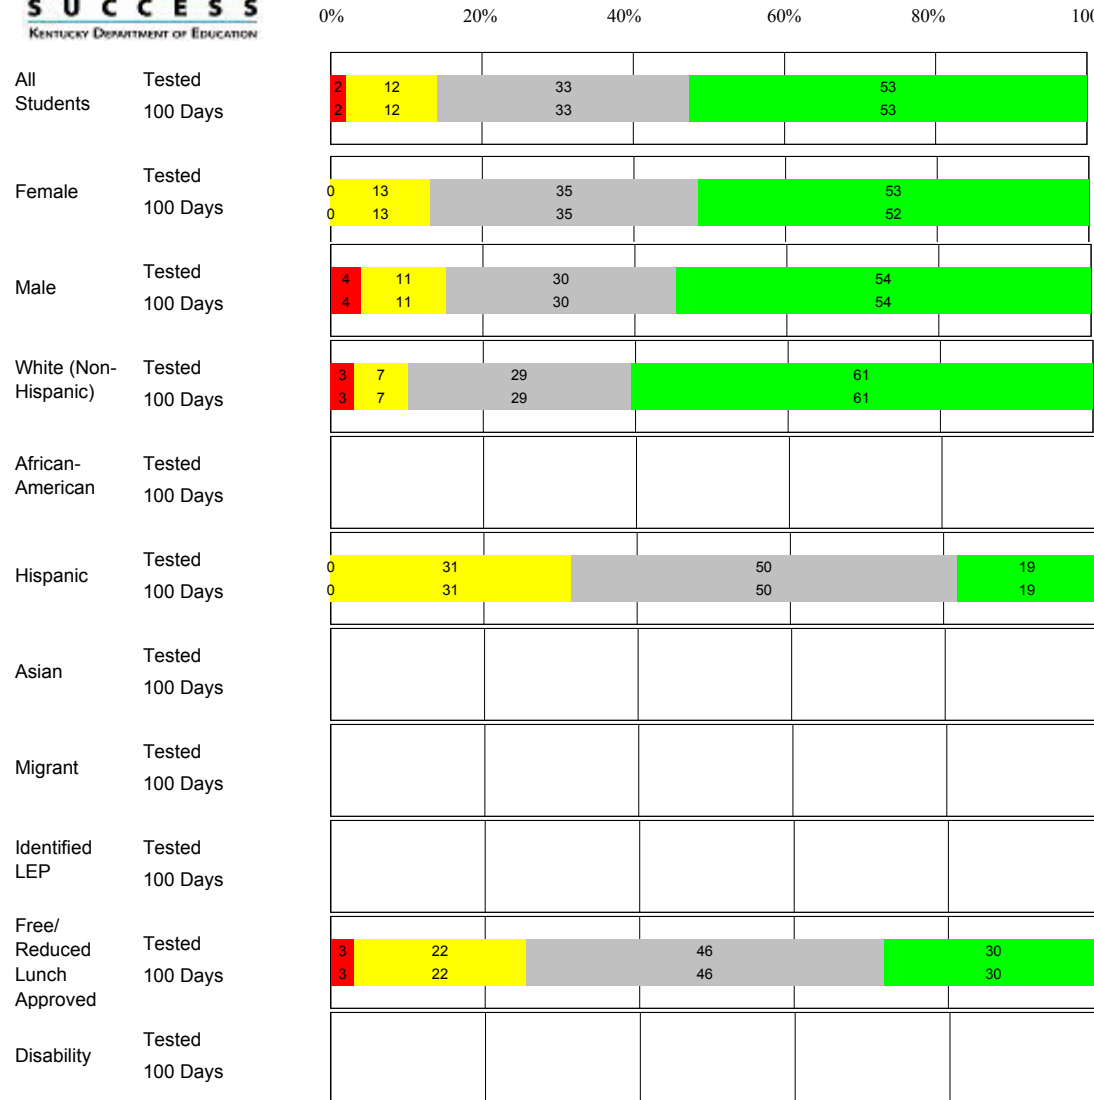 SUCCESS
KENTUCKY DEPARTMENT OF EDUCATION
0% 20% 40% 60% 80% 100
All Students
Tested 2 12 33 53
100 Days 2 12 33 53
Female
Tested 0 13 35 53
100 Days 0 13 35 52
Male
Tested 4 11 30 54
100 Days 4 11 30 54
White (Non-
Hispanic)
Tested 3 7 29 61
100 Days 3 7 29 61
African-
American
Tested
100 Days
Hispanic
Tested 0 31 50 19
100 Days 0 31 50 19
Asian
Tested
100 Days
Migrant
Tested
100 Days
Identified
LEP
Tested
100 Days
Free/
Reduced
Lunch
Approved
Tested 3 22 46 30
100 Days 3 22 46 30
Disability
Tested
100 Days